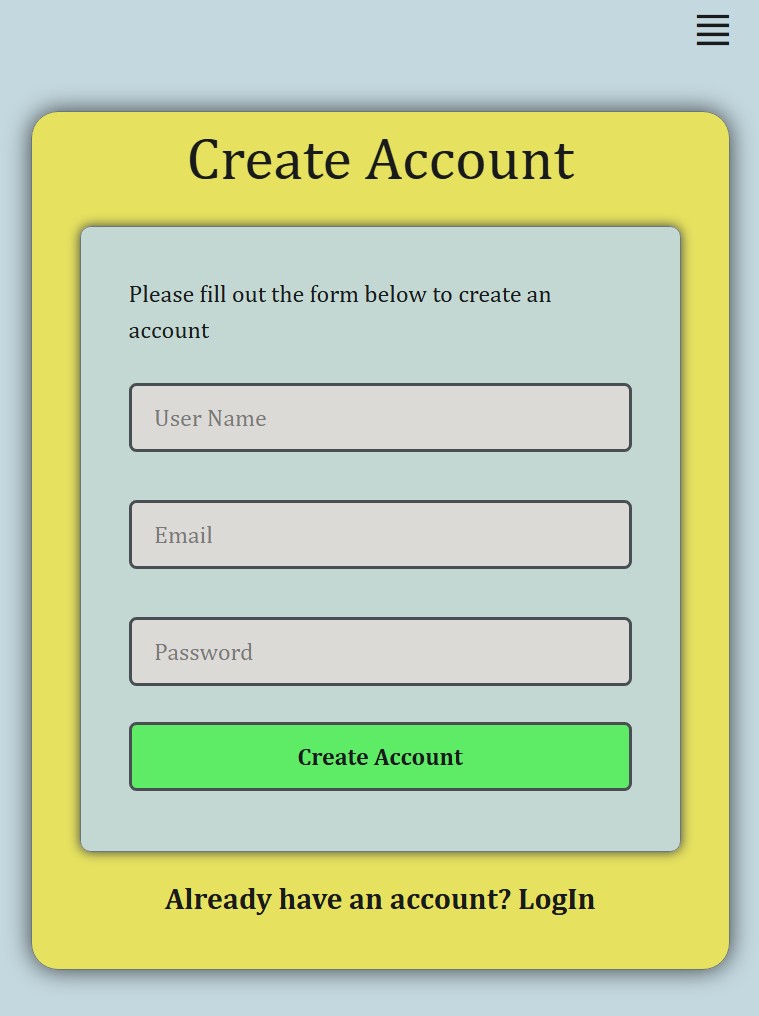 Create Account
Please fill out the form below to create an
account
User Name
Email
Password
Create Account
Already have an account? LogIn